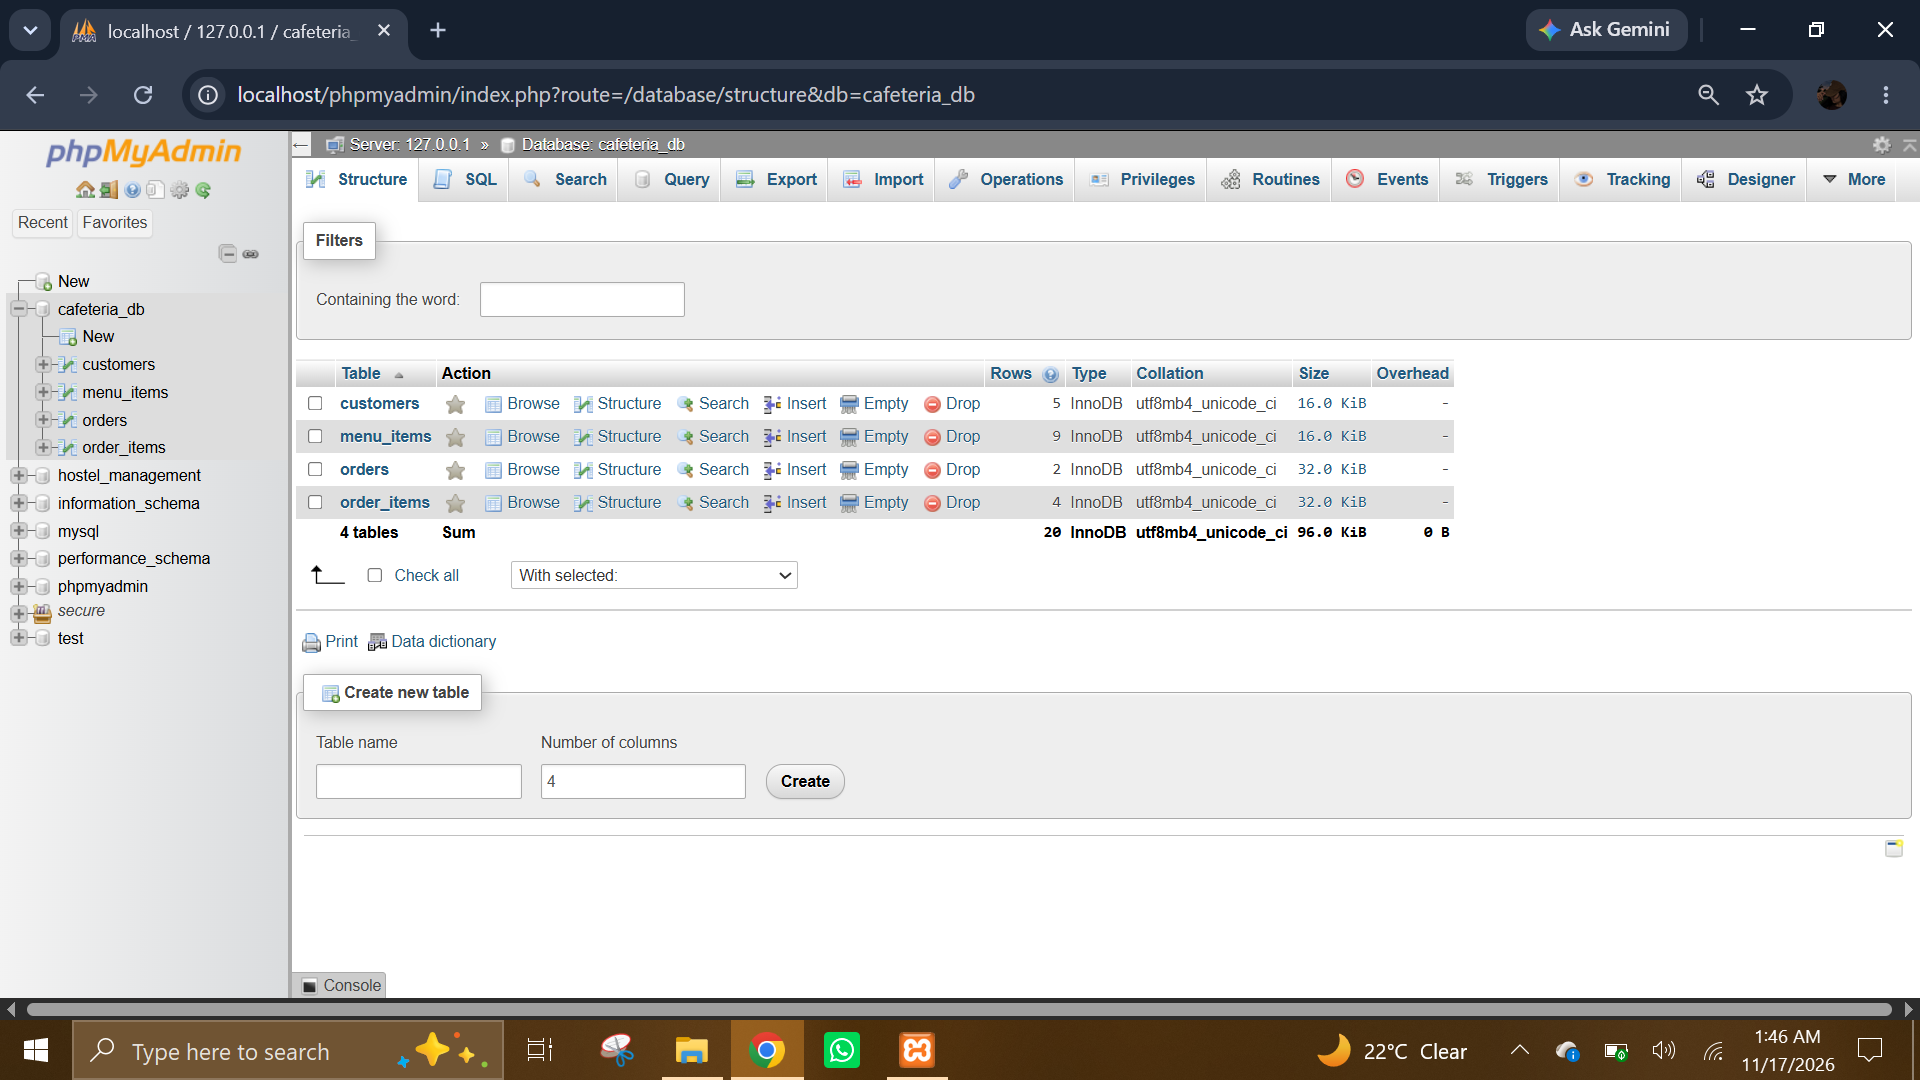 localhost / 127.0.0.1 / cafeteria_
Ask Gemini
localhost/phpmyadmin/index.php?route=/database/structure&db=cafeteria_db
phpMyAdmin
Recent Favorites
New
cafeteria_db
New
customers
menu_items
orders
order_items
hostel_management
information_schema
mysql
performance_schema
phpmyadmin
secure
test
Server: 127.0.0.1 » Database: cafeteria_db
Structure SQL Search Query Export Import Operations Privileges Routines Events Triggers Tracking Designer More
Filters
Containing the word:
Table Action Rows Type Collation Size Overhead
customers Browse Structure Search Insert Empty Drop 5 InnoDB utf8mb4_unicode_ci 16.0 KiB -
menu_items Browse Structure Search Insert Empty Drop 9 InnoDB utf8mb4_unicode_ci 16.0 KiB -
orders Browse Structure Search Insert Empty Drop 2 InnoDB utf8mb4_unicode_ci 32.0 KiB -
order_items Browse Structure Search Insert Empty Drop 4 InnoDB utf8mb4_unicode_ci 32.0 KiB -
4 tables Sum 20 InnoDB utf8mb4_unicode_ci 96.0 KiB 0 B
Check all With selected:
Print Data dictionary
Create new table
Table name Number of columns
4 Create
Console
Type here to search
22°C Clear
1:46 AM
11/17/2026